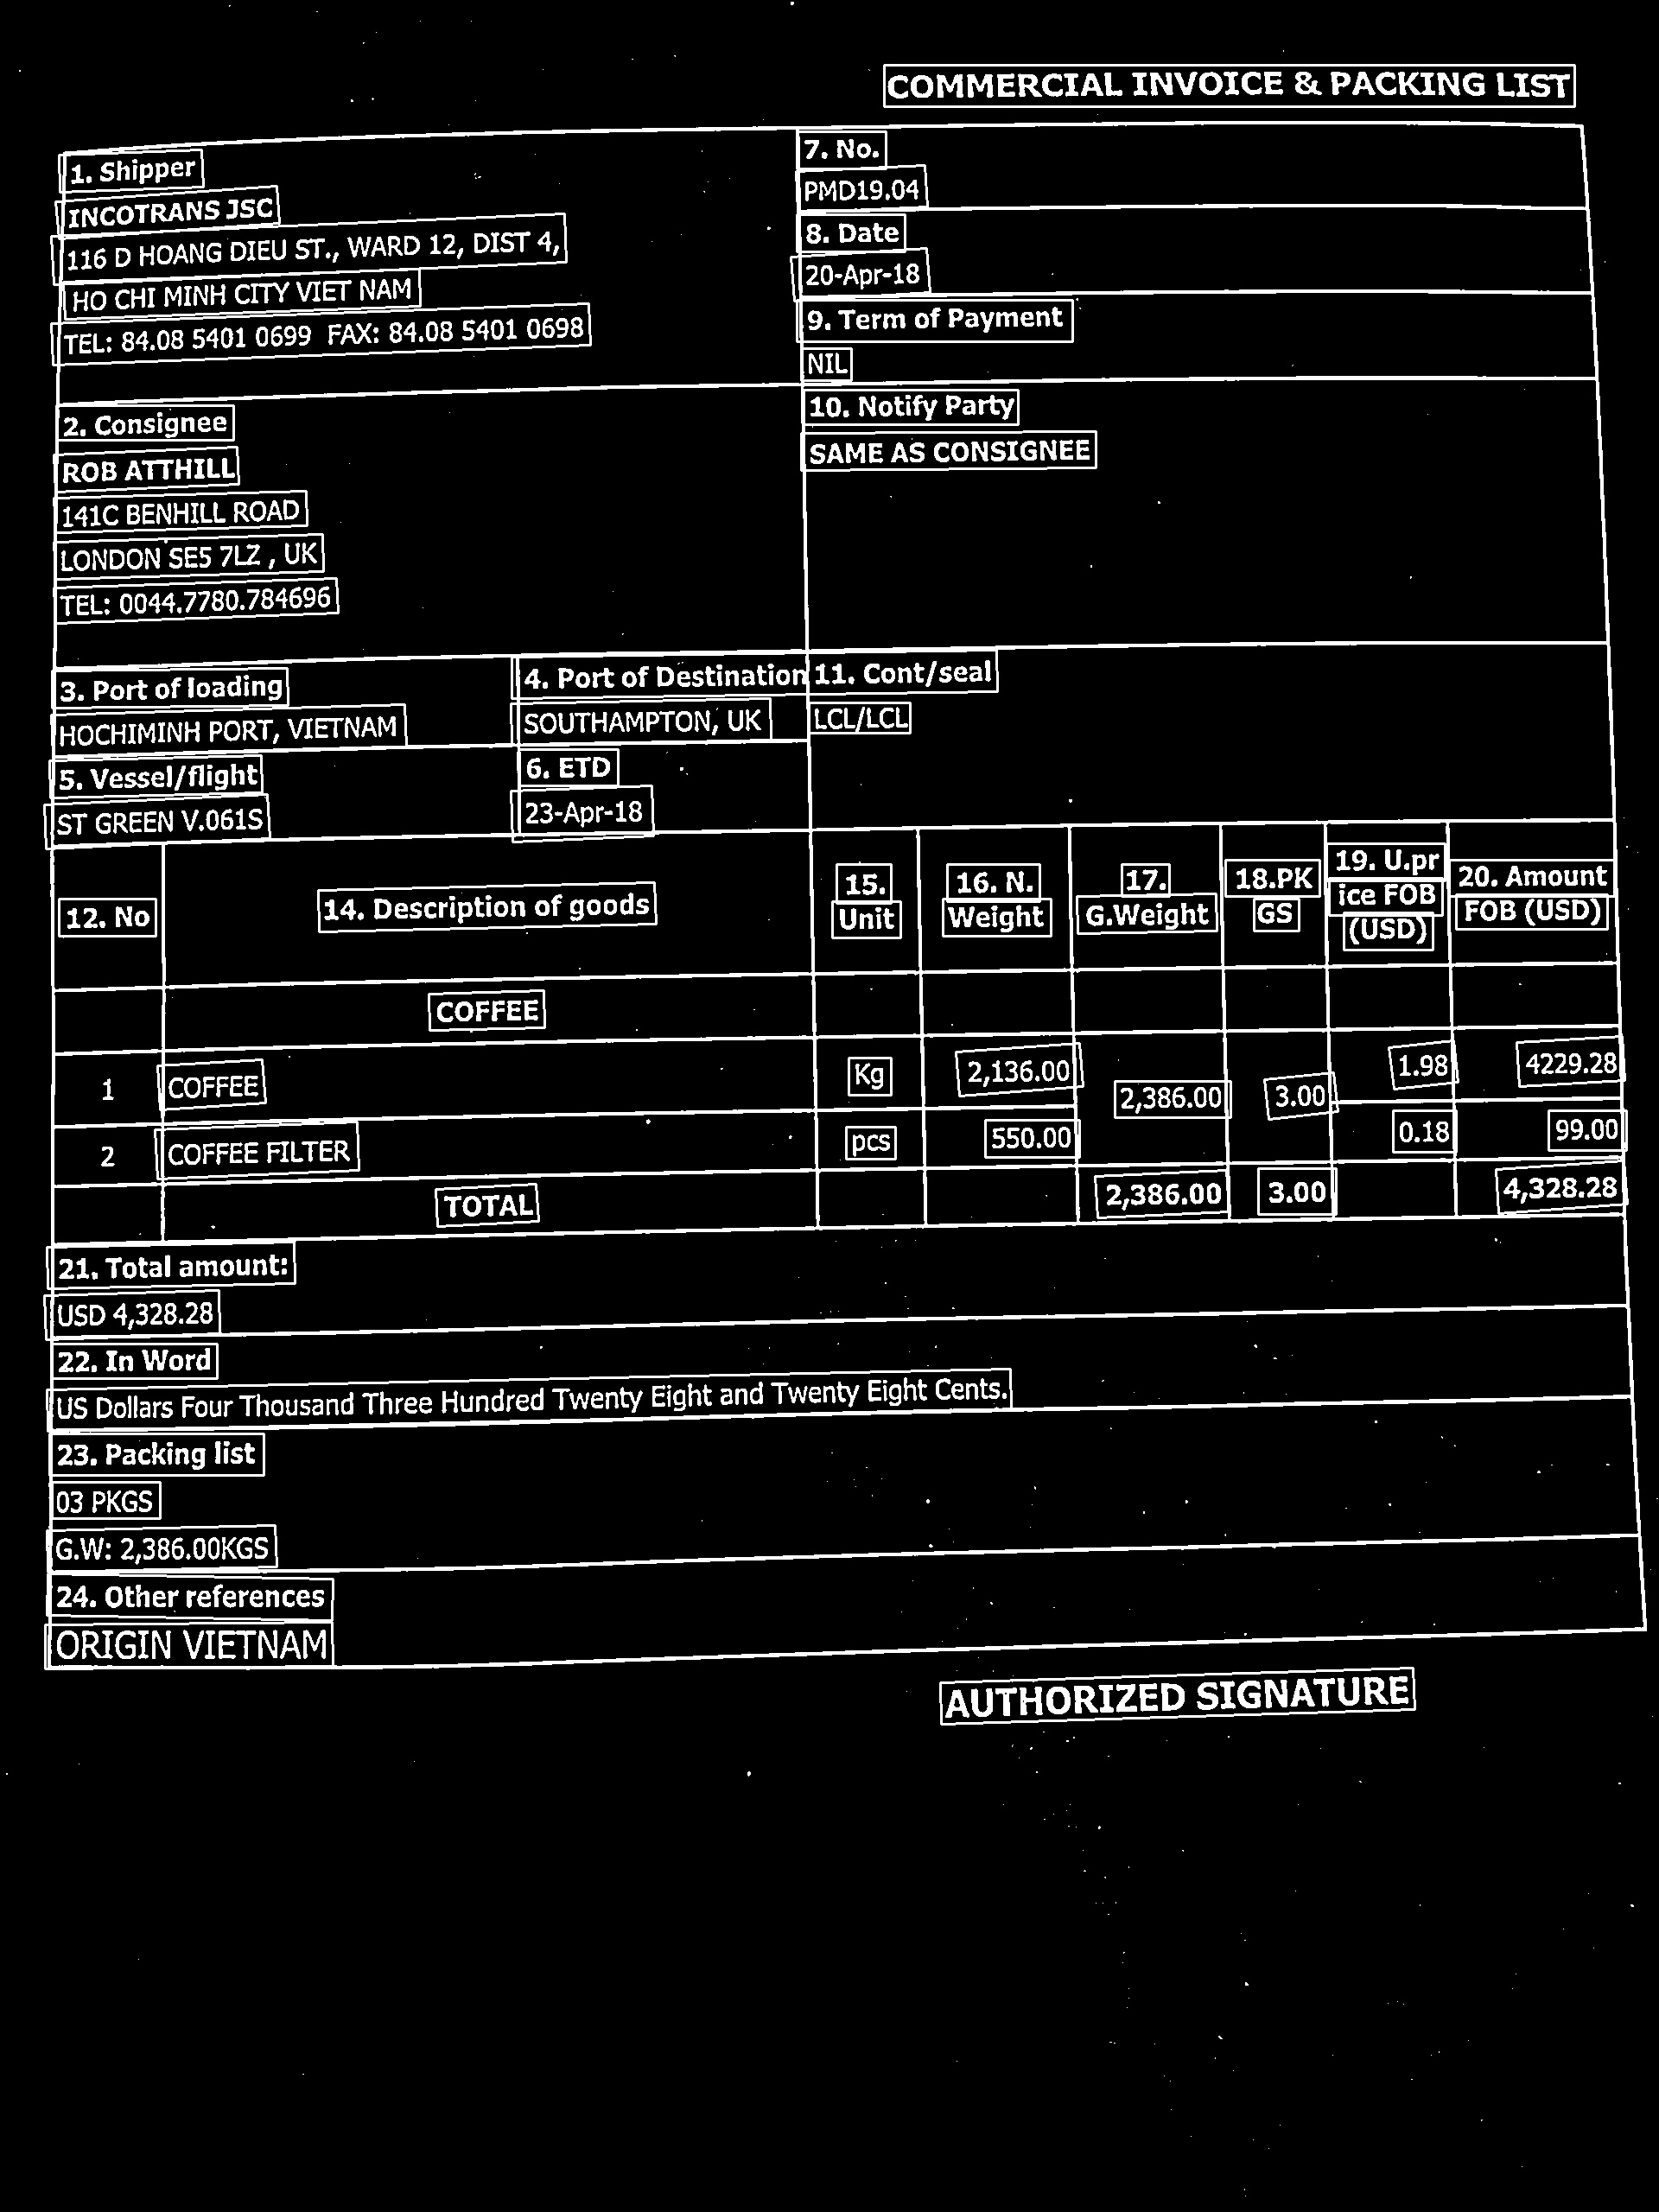 COMMERCIAL INVOICE & PACKING LIST
1. Shipper
INCOTRANS JSC
116 D HOANG DIEU ST., WARD 12, DIST 4,
HO CHI MINH CITY VIET NAM
TEL: 84.08 5401 0699 FAX: 84.08 5401 0698
7. No.
PMD19.04
8. Date
20-Apr-18
9. Term of Payment
NIL
2. Consignee
ROB ATTHILL
141C BENHILL ROAD
LONDON SE5 7LZ , UK
TEL: 0044.7780.784696
10. Notify Party
SAME AS CONSIGNEE
3. Port of loading
HOCHIMINH PORT, VIETNAM
4. Port of Destination
SOUTHAMPTON, UK
11. Cont/seal
LCL/LCL
5. Vessel/flight
ST GREEN V.061S
6. ETD
23-Apr-18
12. No
14. Description of goods
15.
Unit
16. N.
Weight
17.
G.Weight
18.PK
GS
19. U.pr
ice FOB
(USD)
20. Amount
FOB (USD)
COFFEE
1 COFFEE Kg 2,136.00 2,386.00 3.00 1.98 4229.28
2 COFFEE FILTER pcs 550.00 0.18 99.00
TOTAL 2,386.00 3.00 4,328.28
21. Total amount:
USD 4,328.28
22. In Word
US Dollars Four Thousand Three Hundred Twenty Eight and Twenty Eight Cents.
23. Packing list
03 PKGS
G.W: 2,386.00KGS
24. Other references
ORIGIN VIETNAM
AUTHORIZED SIGNATURE